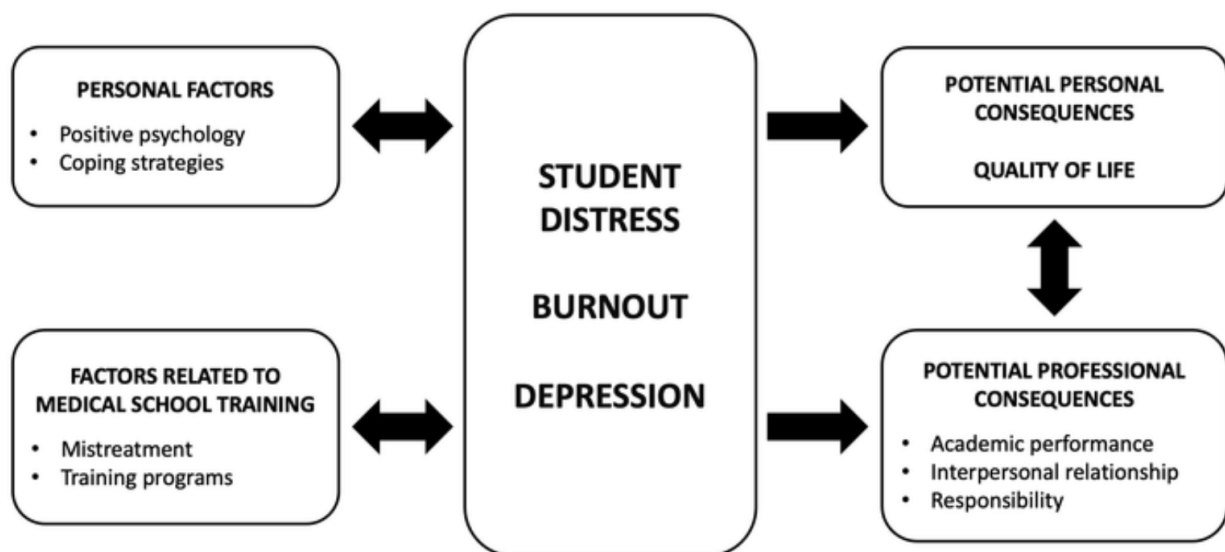 PERSONAL FACTORS
• Positive psychology
• Coping strategies
FACTORS RELATED TO
MEDICAL SCHOOL TRAINING
• Mistreatment
• Training programs
STUDENT
DISTRESS
BURNOUT
DEPRESSION
POTENTIAL PERSONAL
CONSEQUENCES
QUALITY OF LIFE
POTENTIAL PROFESSIONAL
CONSEQUENCES
• Academic performance
• Interpersonal relationship
• Responsibility